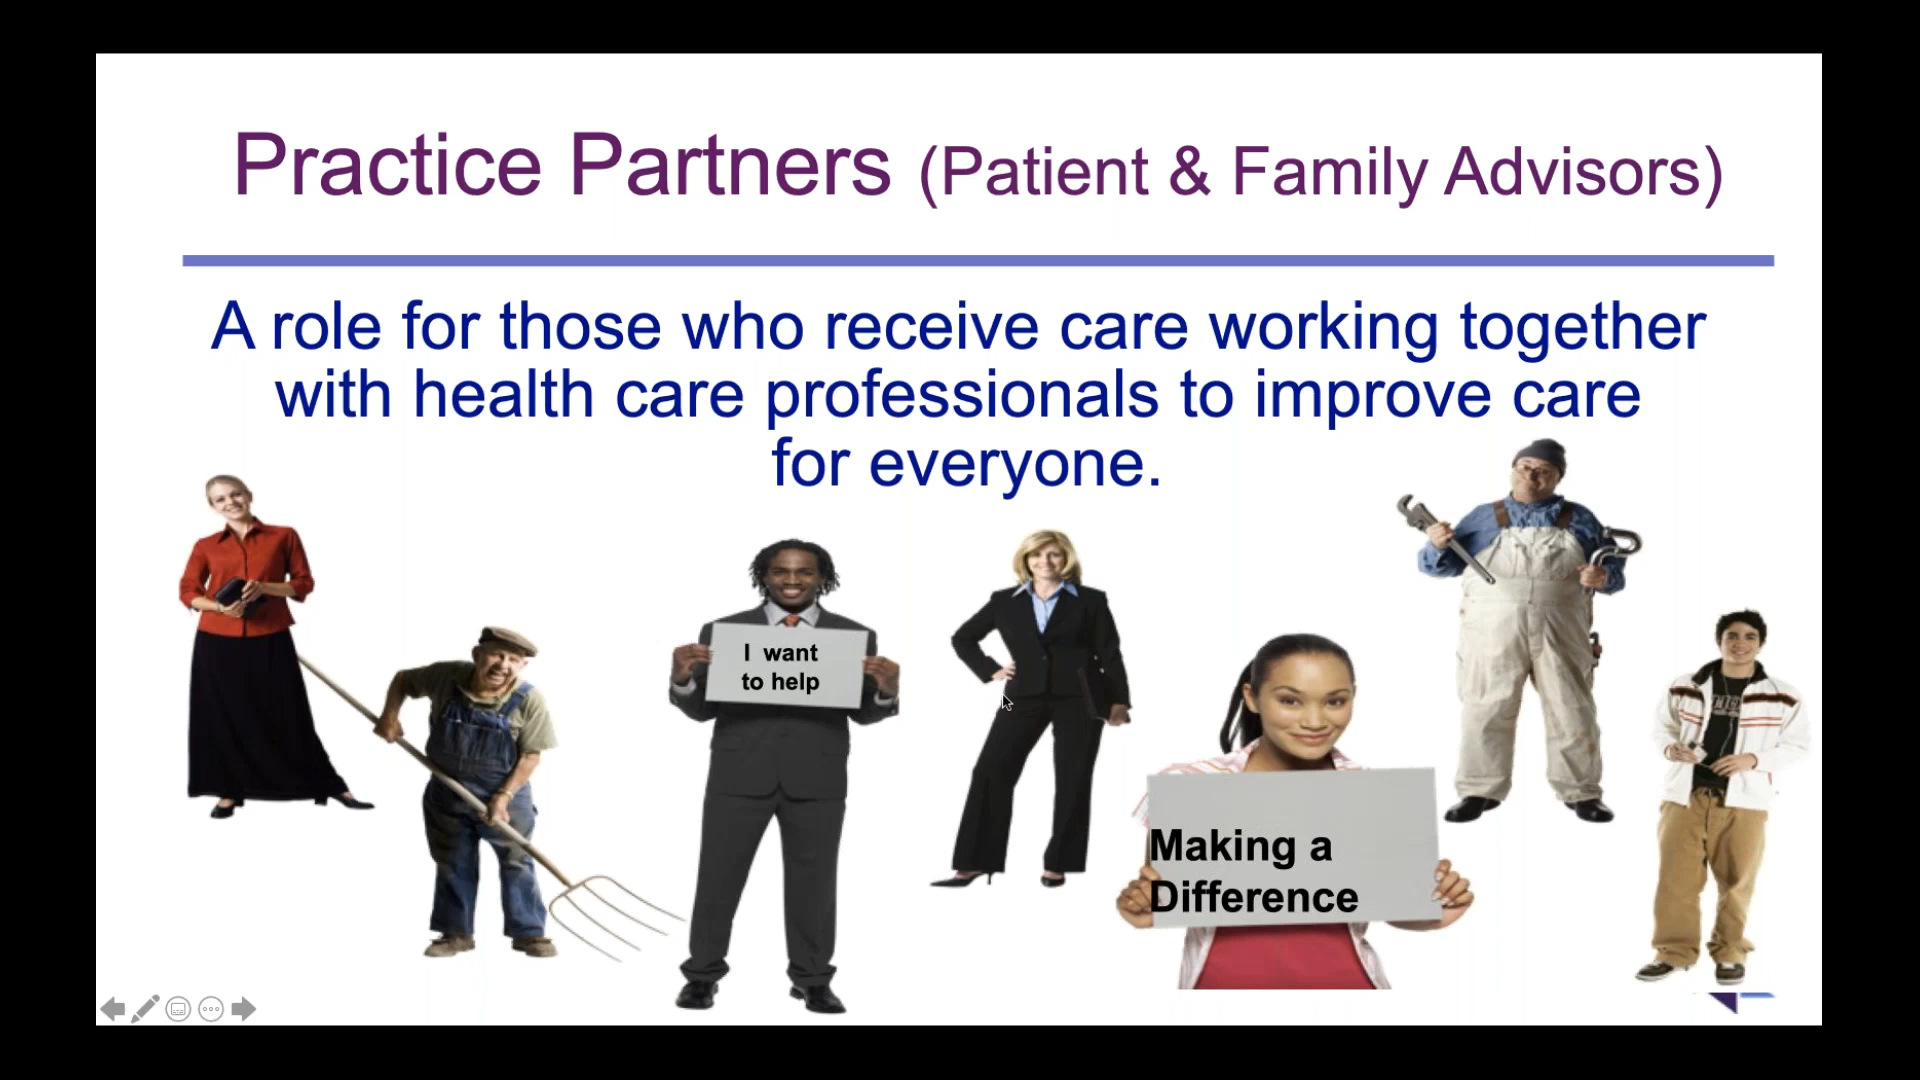 Practice Partners (Patient & Family Advisors)
A role for those who receive care working together
with health care professionals to improve care
for everyone.
I want
to help
Making a
Difference